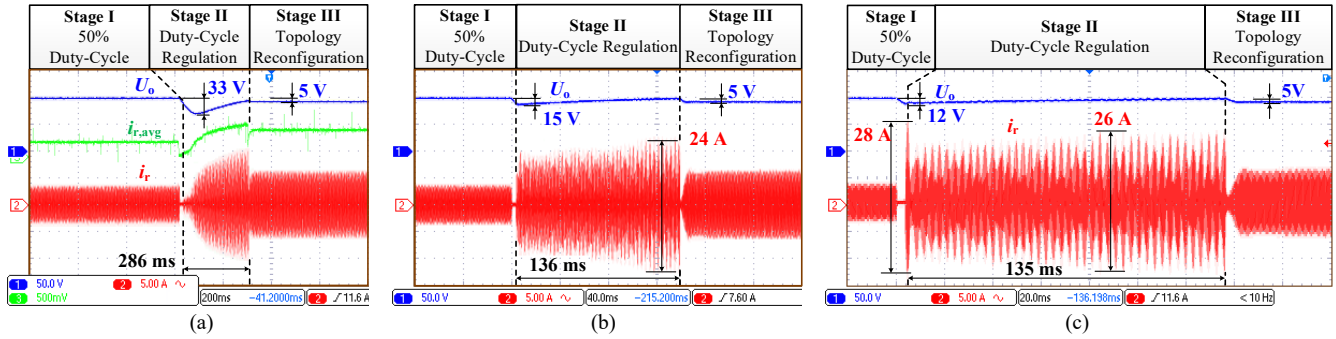 Stage I
50%
Duty-Cycle
Stage II
Duty-Cycle
Regulation
Stage III
Topology
Reconfiguration
Uo
33 V
5 V
ir,avg
ir
286 ms
1
3
2
1 50.0 V
2 5.00 A
3 500mV
200ms
-41.2000ms
2 11.6 A
(a)
Stage I
50%
Duty-Cycle
Stage II
Duty-Cycle Regulation
Stage III
Topology
Reconfiguration
Uo
15 V
5 V
24 A
ir
136 ms
1
2
1 50.0 V
2 5.00 A
40.0ms
-215.200ms
2 7.60 A
(b)
Stage I
50%
Duty-Cycle
Stage II
Duty-Cycle Regulation
Stage III
Topology
Reconfiguration
Uo
12 V
5V
28 A
ir
26 A
135 ms
1
2
1 50.0 V
2 5.00 A
20.0ms
-136.198ms
2 11.6 A
< 10 Hz
(c)